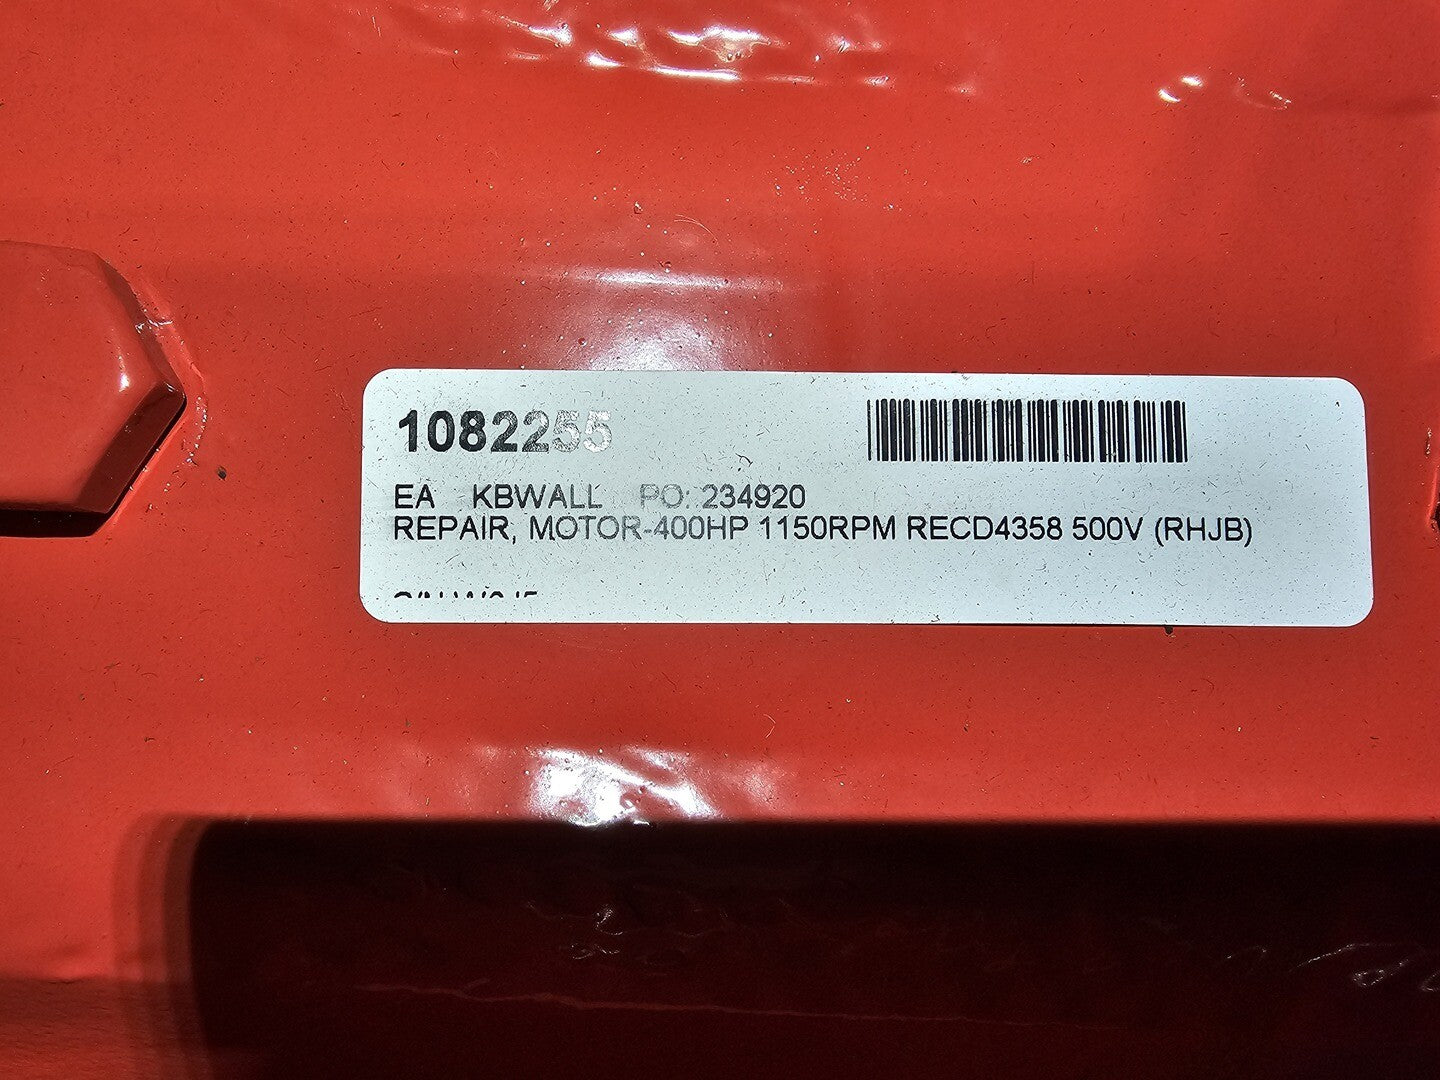 1082255
EA KBWALL PO: 234920
REPAIR, MOTOR-400HP 1150RPM RECD4358 500V (RHJB)